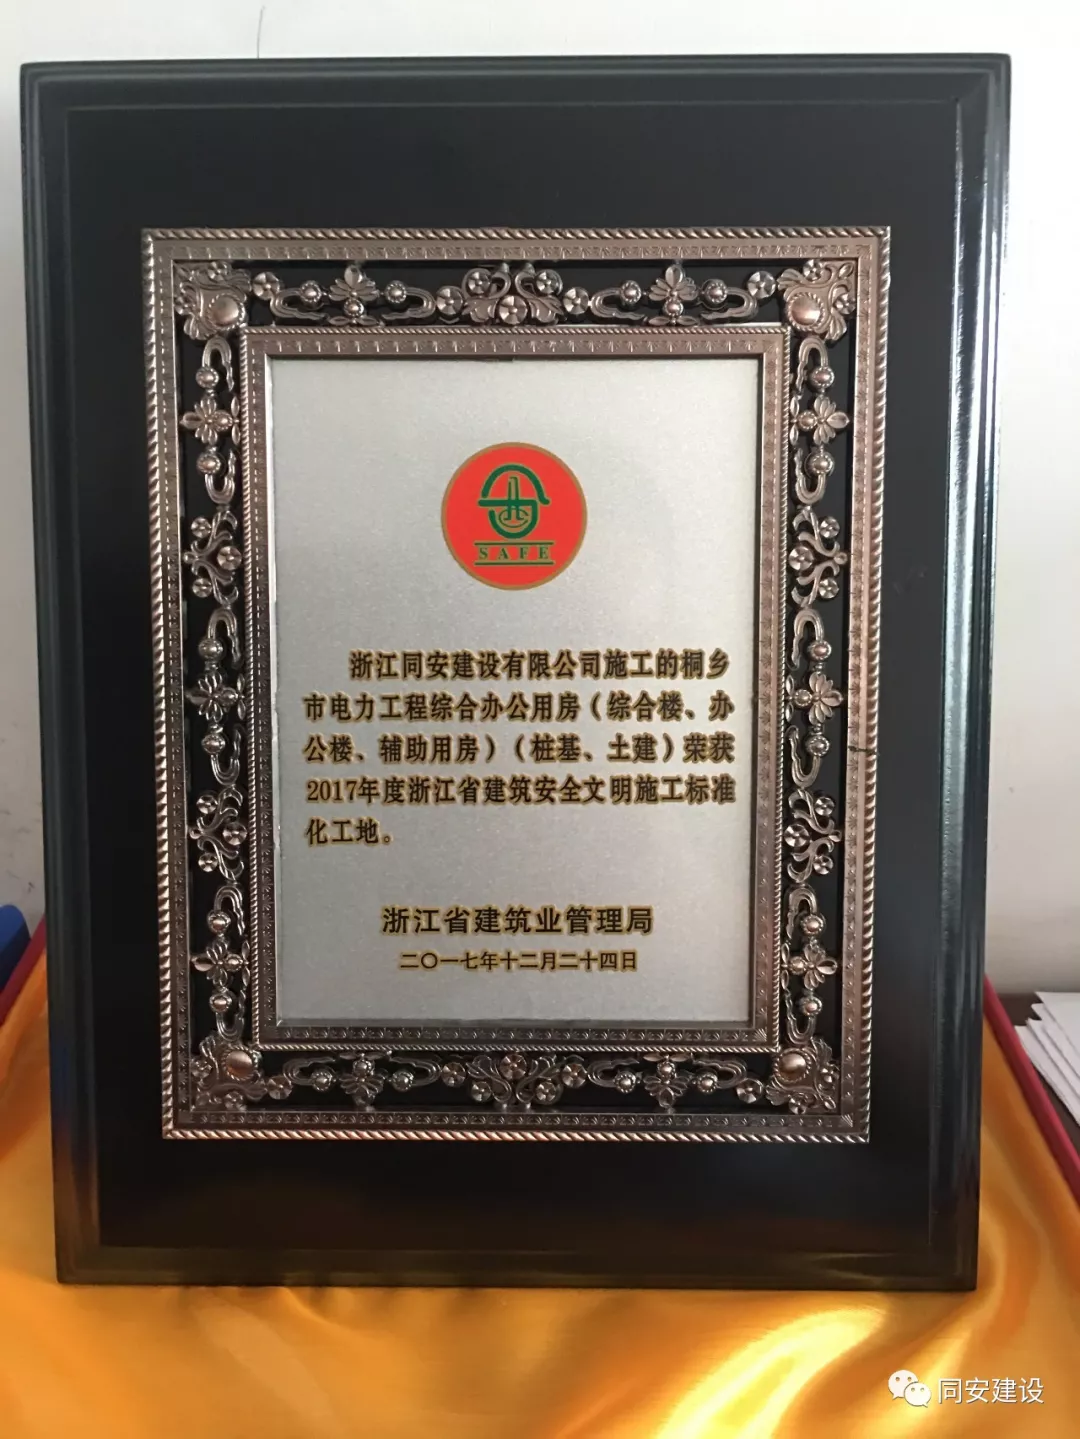 SAFE
浙江同安建设有限公司施工的桐乡
市电力工程综合办公用房（综合楼、办
公楼、辅助用房）（桩基、土建）荣获
2017年度浙江省建筑安全文明施工标准
化工地。
浙江省建筑业管理局
二〇一七年十二月二十四日
同安建设